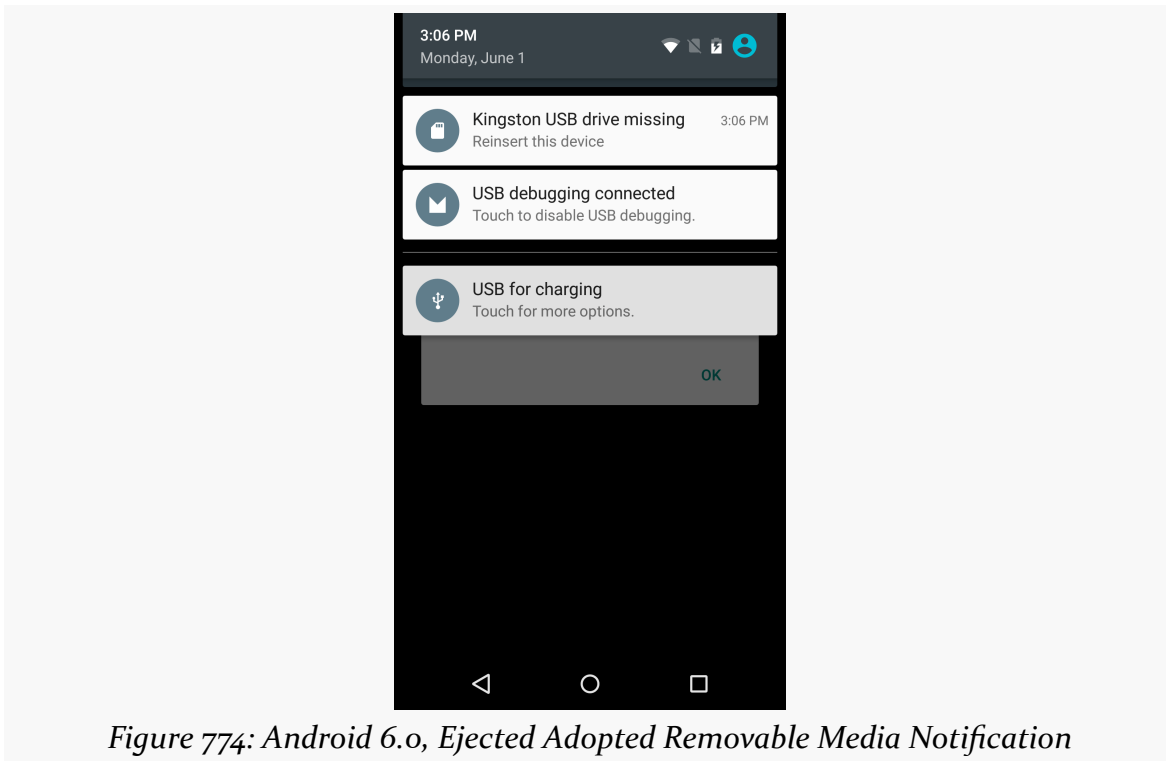 3:06 PM
Monday, June 1
Kingston USB drive missing 3:06 PM
Reinsert this device
USB debugging connected
Touch to disable USB debugging.
USB for charging
Touch for more options.
OK
Figure 774: Android 6.0, Ejected Adopted Removable Media Notification